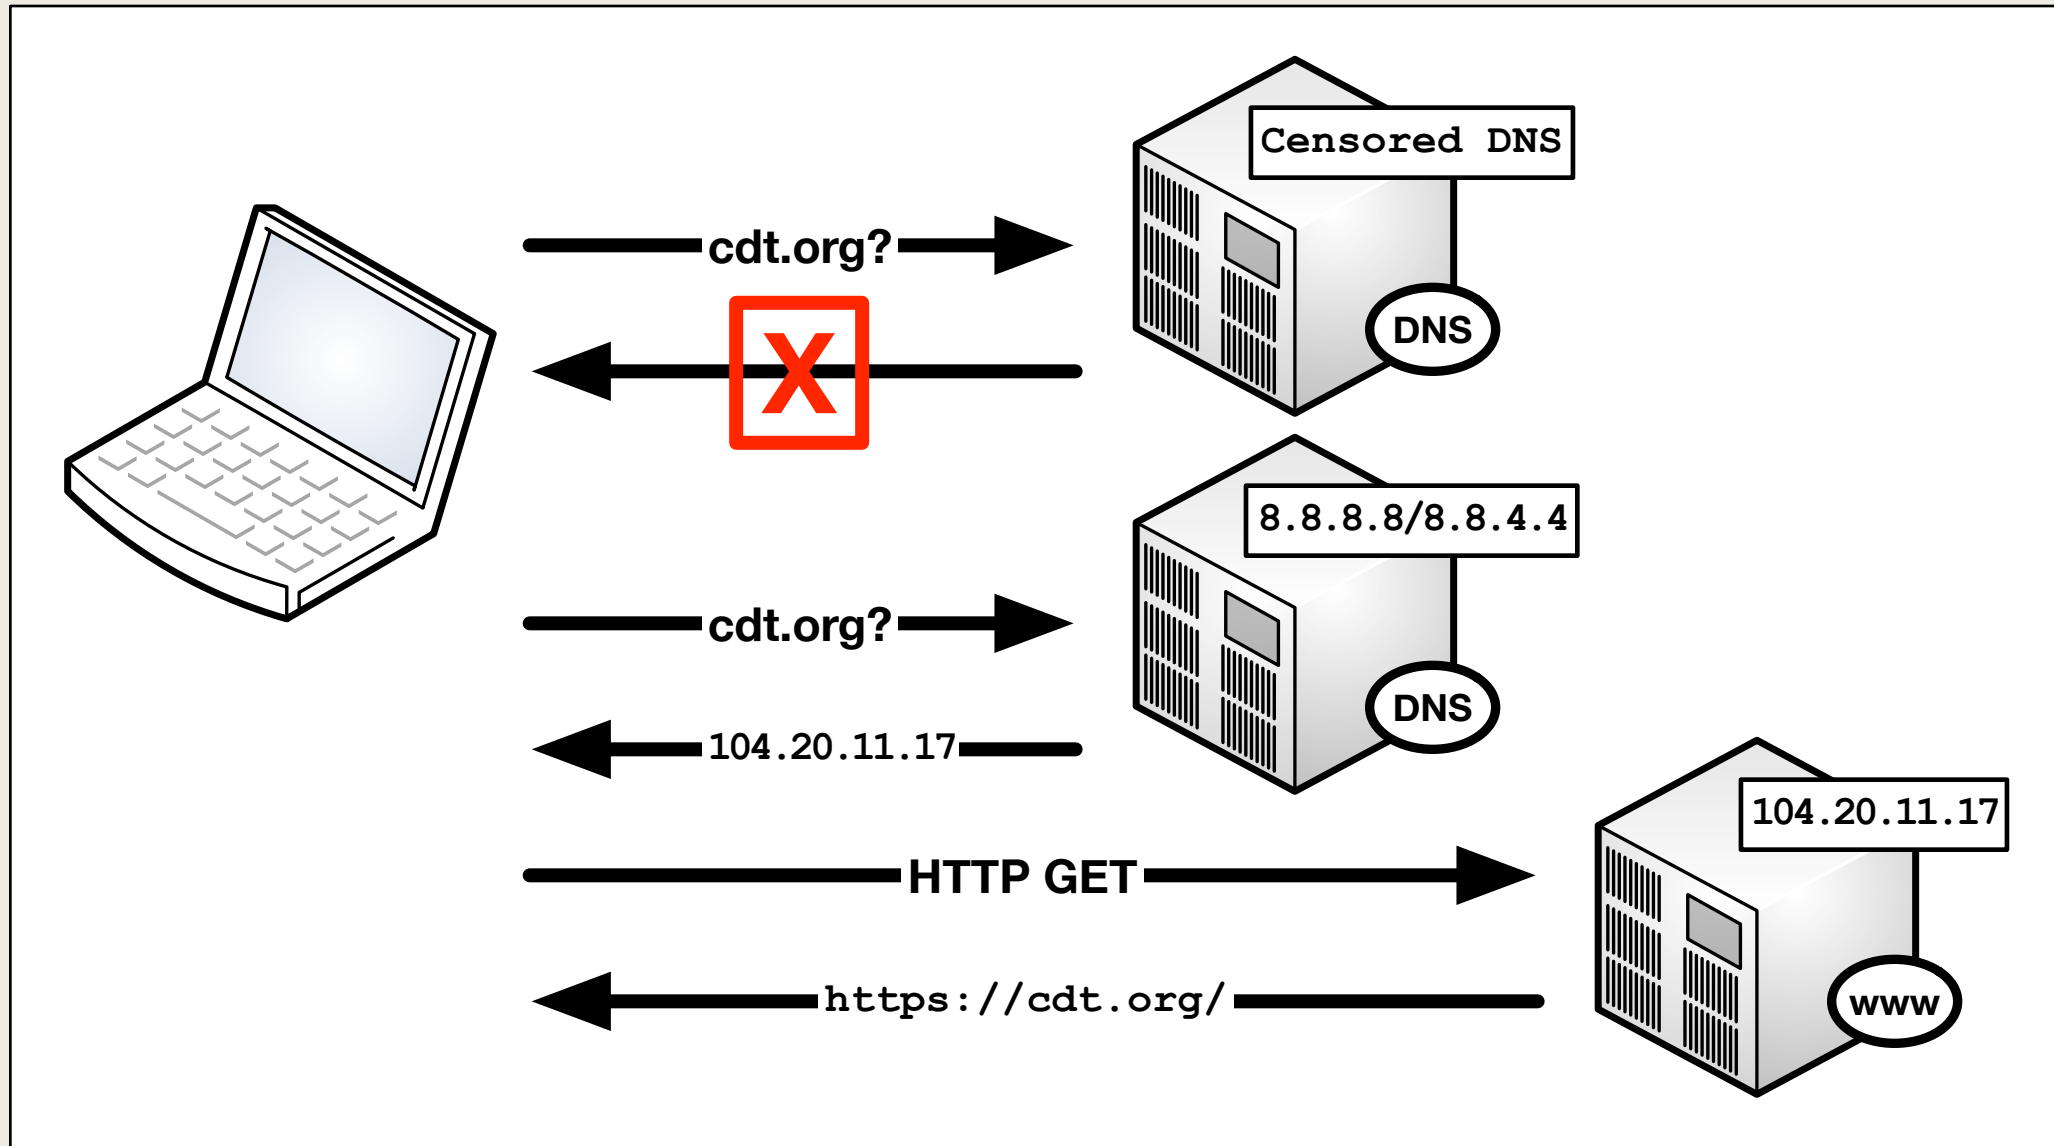 Censored DNS
cdt.org?
X
DNS
8.8.8.8/8.8.4.4
cdt.org?
DNS
104.20.11.17
104.20.11.17
HTTP GET
https://cdt.org/
www